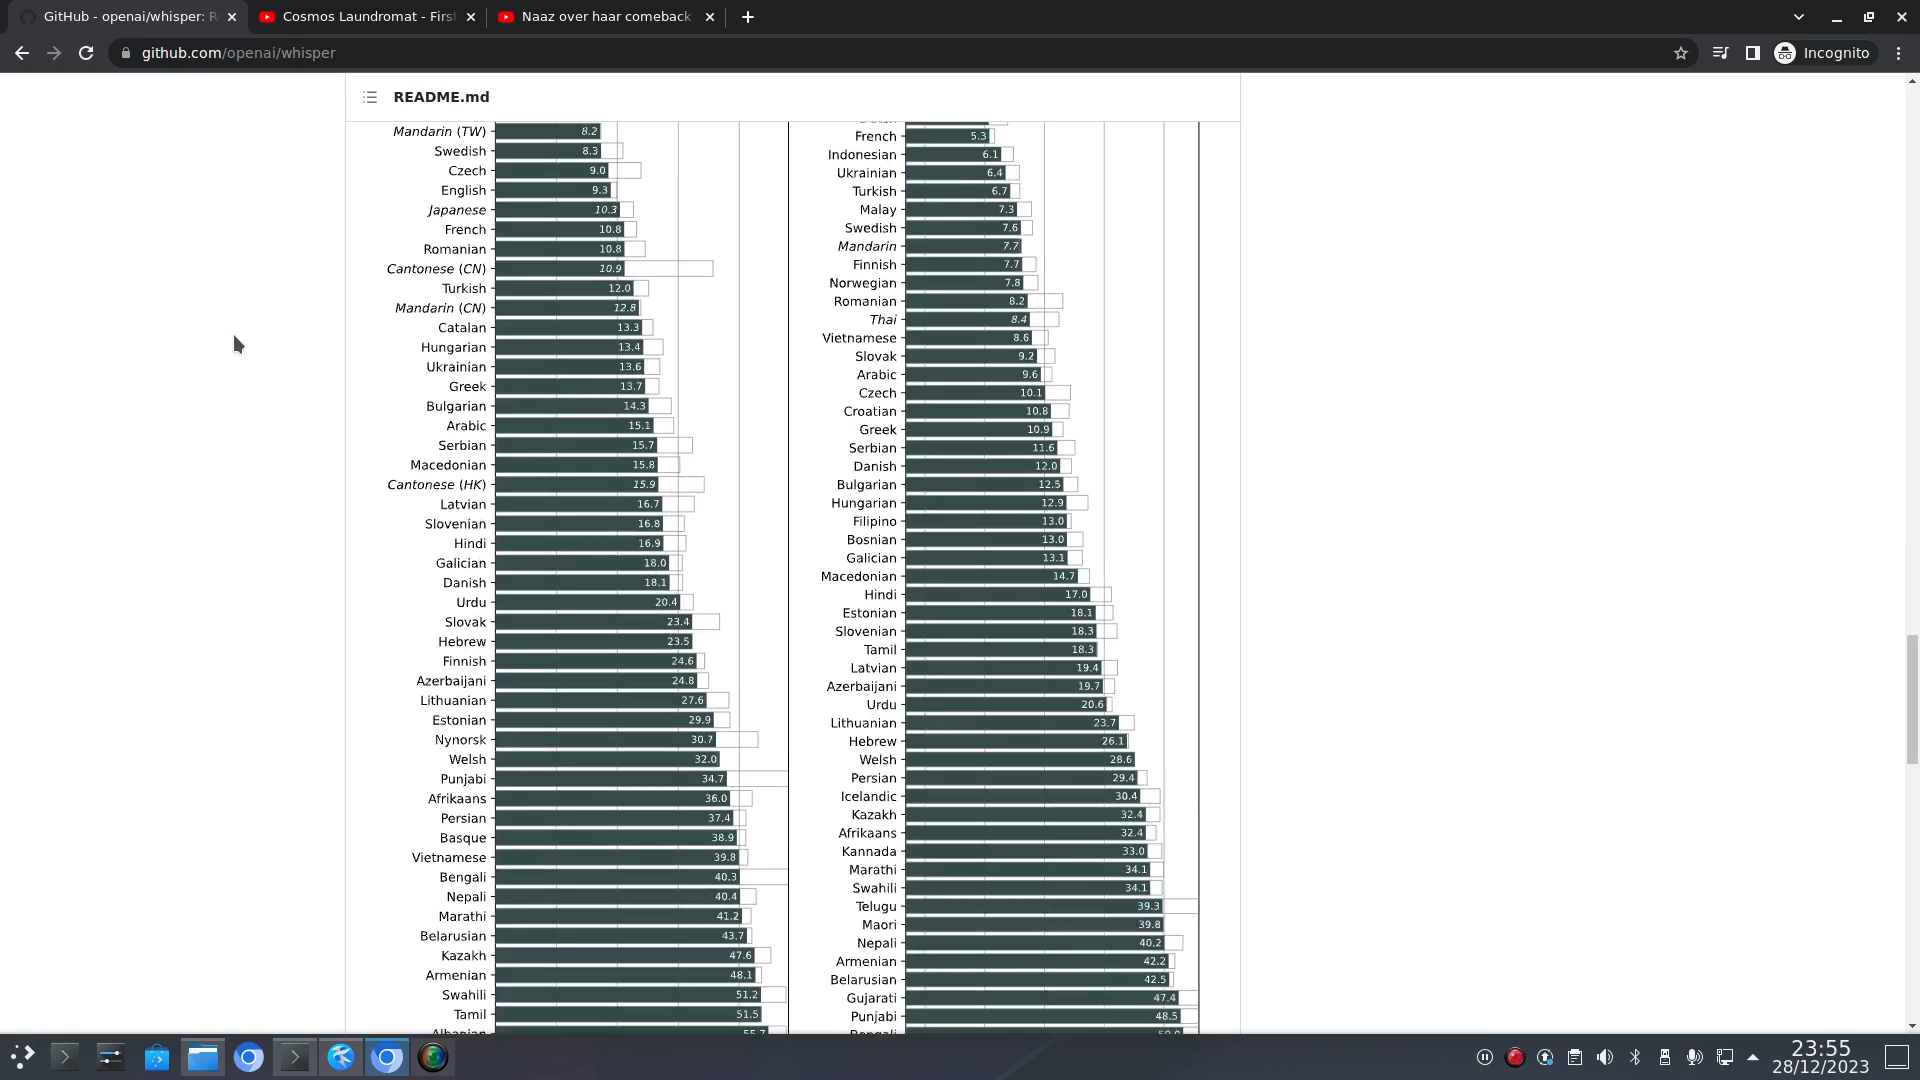 GitHub - openai/whisper: R
Cosmos Laundromat - First
Naaz over haar comeback
github.com/openai/whisper
Incognito
README.md
Mandarin (TW) 8.2
Swedish 8.3
Czech 9.0
English 9.3
Japanese 10.3
French 10.8
Romanian 10.8
Cantonese (CN) 10.9
Turkish 12.0
Mandarin (CN) 12.8
Catalan 13.3
Hungarian 13.4
Ukrainian 13.6
Greek 13.7
Bulgarian 14.3
Arabic 15.1
Serbian 15.7
Macedonian 15.8
Cantonese (HK) 15.9
Latvian 16.7
Slovenian 16.8
Hindi 16.9
Galician 18.0
Danish 18.1
Urdu 20.4
Slovak 23.4
Hebrew 23.5
Finnish 24.6
Azerbaijani 24.8
Lithuanian 27.6
Estonian 29.9
Nynorsk 30.7
Welsh 32.0
Punjabi 34.7
Afrikaans 36.0
Persian 37.4
Basque 38.9
Vietnamese 39.8
Bengali 40.3
Nepali 40.4
Marathi 41.2
Belarusian 43.7
Kazakh 47.6
Armenian 48.1
Swahili 51.2
Tamil 51.5
Albanian 55.7
French 5.3
Indonesian 6.1
Ukrainian 6.4
Turkish 6.7
Malay 7.3
Swedish 7.6
Mandarin 7.7
Finnish 7.7
Norwegian 7.8
Romanian 8.2
Thai 8.4
Vietnamese 8.6
Slovak 9.2
Arabic 9.6
Czech 10.1
Croatian 10.8
Greek 10.9
Serbian 11.6
Danish 12.0
Bulgarian 12.5
Hungarian 12.9
Filipino 13.0
Bosnian 13.0
Galician 13.1
Macedonian 14.7
Hindi 17.0
Estonian 18.1
Slovenian 18.3
Tamil 18.3
Latvian 19.4
Azerbaijani 19.7
Urdu 20.6
Lithuanian 23.7
Hebrew 26.1
Welsh 28.6
Persian 29.4
Icelandic 30.4
Kazakh 32.4
Afrikaans 32.4
Kannada 33.0
Marathi 34.1
Swahili 34.1
Telugu 39.3
Maori 39.8
Nepali 40.2
Armenian 42.2
Belarusian 42.5
Gujarati 47.4
Punjabi 48.5
Bengali
23:55
28/12/2023